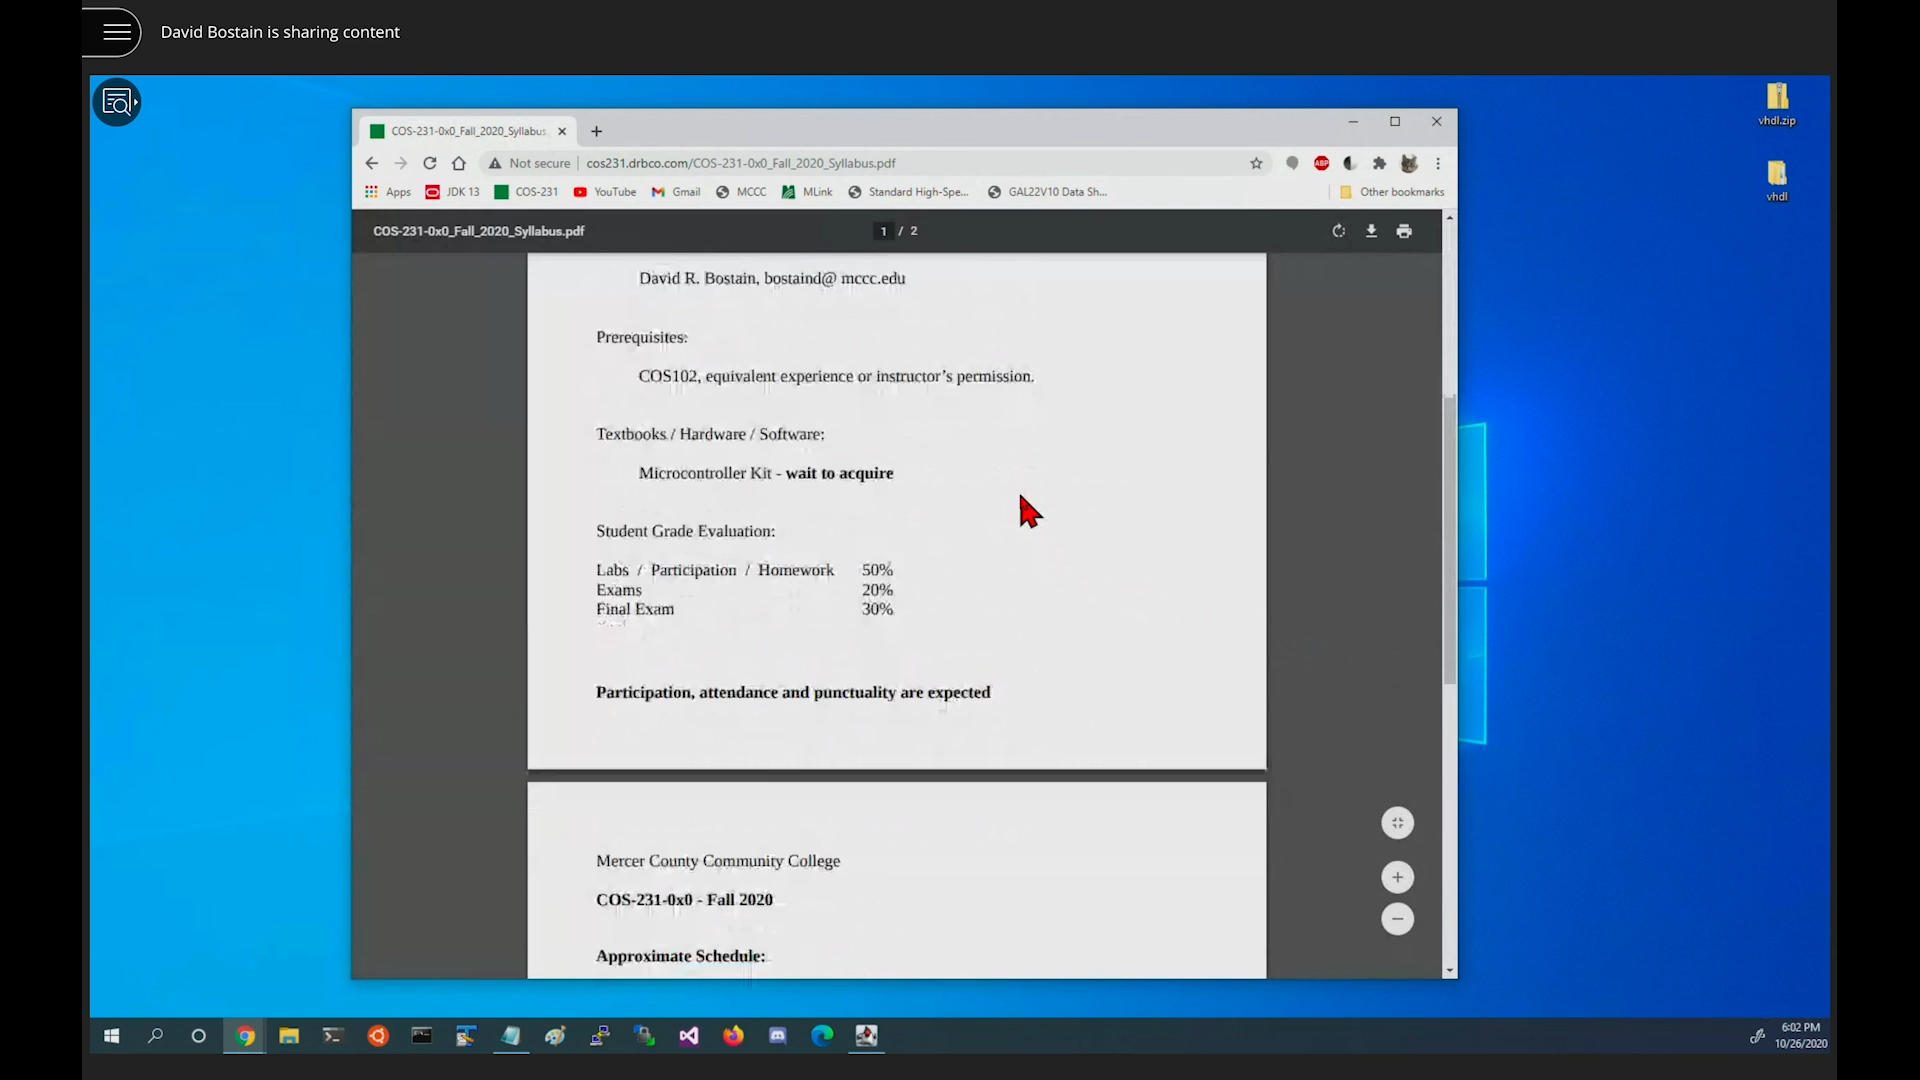 David Bostain is sharing content
vhdl.zip
vhdl
COS-231-0x0_Fall_2020_Syllabus
Not secure | cos231.drbco.com/COS-231-0x0_Fall_2020_Syllabus.pdf
ABP
Apps JDK 13 COS-231 YouTube Gmail MCCC MLink Standard High-Spe... GAL22V10 Data Sh... Other bookmarks
COS-231-0x0_Fall_2020_Syllabus.pdf 1 / 2
David R. Bostain, bostaind@ mccc.edu
Prerequisites:
COS102, equivalent experience or instructor’s permission.
Textbooks / Hardware / Software:
Microcontroller Kit - wait to acquire
Student Grade Evaluation:
Labs / Participation / Homework 50%
Exams 20%
Final Exam 30%
Participation, attendance and punctuality are expected
Mercer County Community College
COS-231-0x0 - Fall 2020
Approximate Schedule:
6:02 PM
10/26/2020